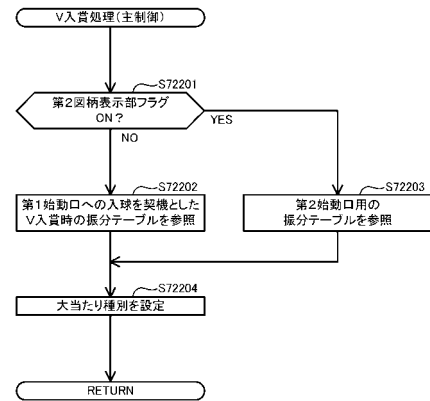 V入賞処理(主制御)
S72201
第2図柄表示部フラグ
ON?
YES
NO
S72202
第1始動口への入球を契機とした
V入賞時の振分テーブルを参照
S72203
第2始動口用の
振分テーブルを参照
S72204
大当たり種別を設定
RETURN